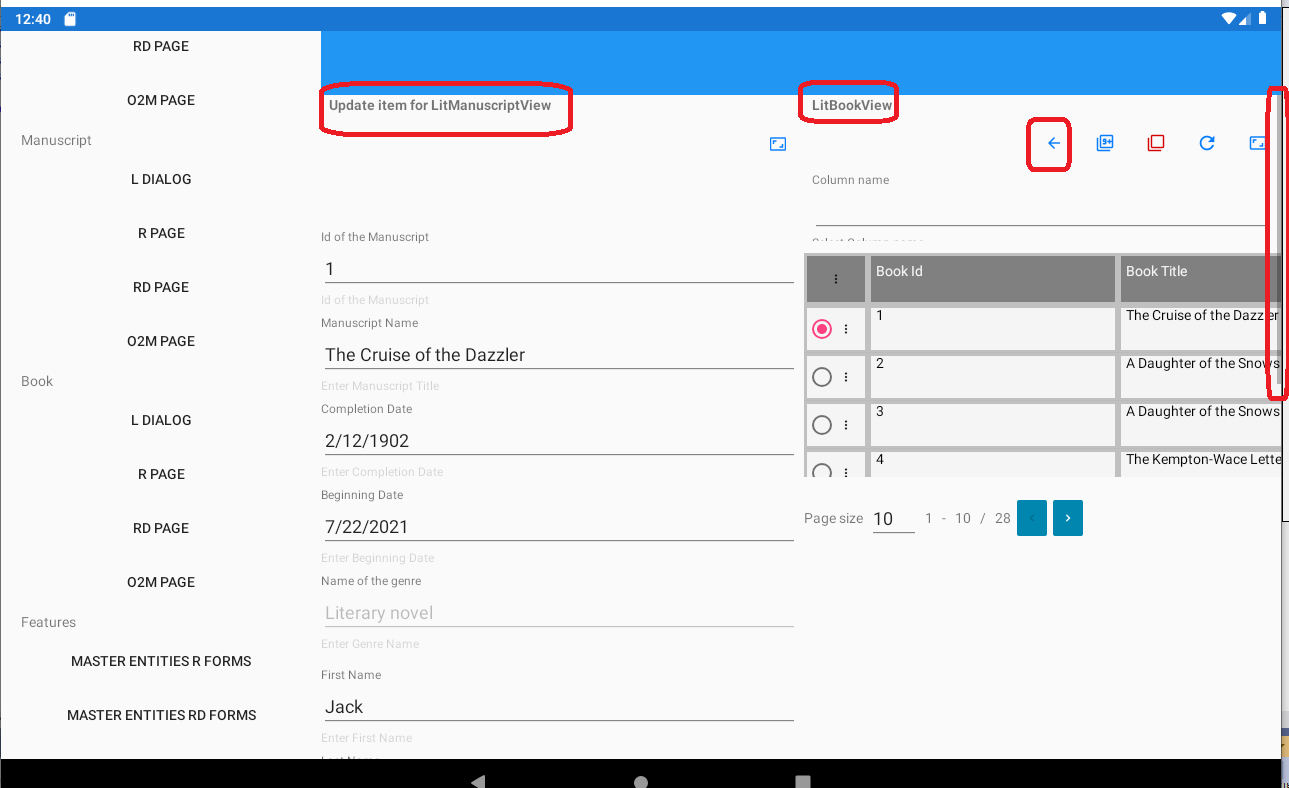 12:40
RD PAGE
O2M PAGE
Manuscript
L DIALOG
R PAGE
RD PAGE
O2M PAGE
Book
L DIALOG
R PAGE
RD PAGE
O2M PAGE
Features
MASTER ENTITIES R FORMS
MASTER ENTITIES RD FORMS
Update item for LitManuscriptView
Id of the Manuscript
1
Id of the Manuscript
Manuscript Name
The Cruise of the Dazzler
Enter Manuscript Title
Completion Date
2/12/1902
Enter Completion Date
Beginning Date
7/22/2021
Enter Beginning Date
Name of the genre
Literary novel
Enter Genre Name
First Name
Jack
Enter First Name
LitBookView
9+
Column name
Book Id Book Title
1 The Cruise of the Dazzler
2 A Daughter of the Snows
3 A Daughter of the Snows
4 The Kempton-Wace Lette
Page size 10 1 - 10 / 28